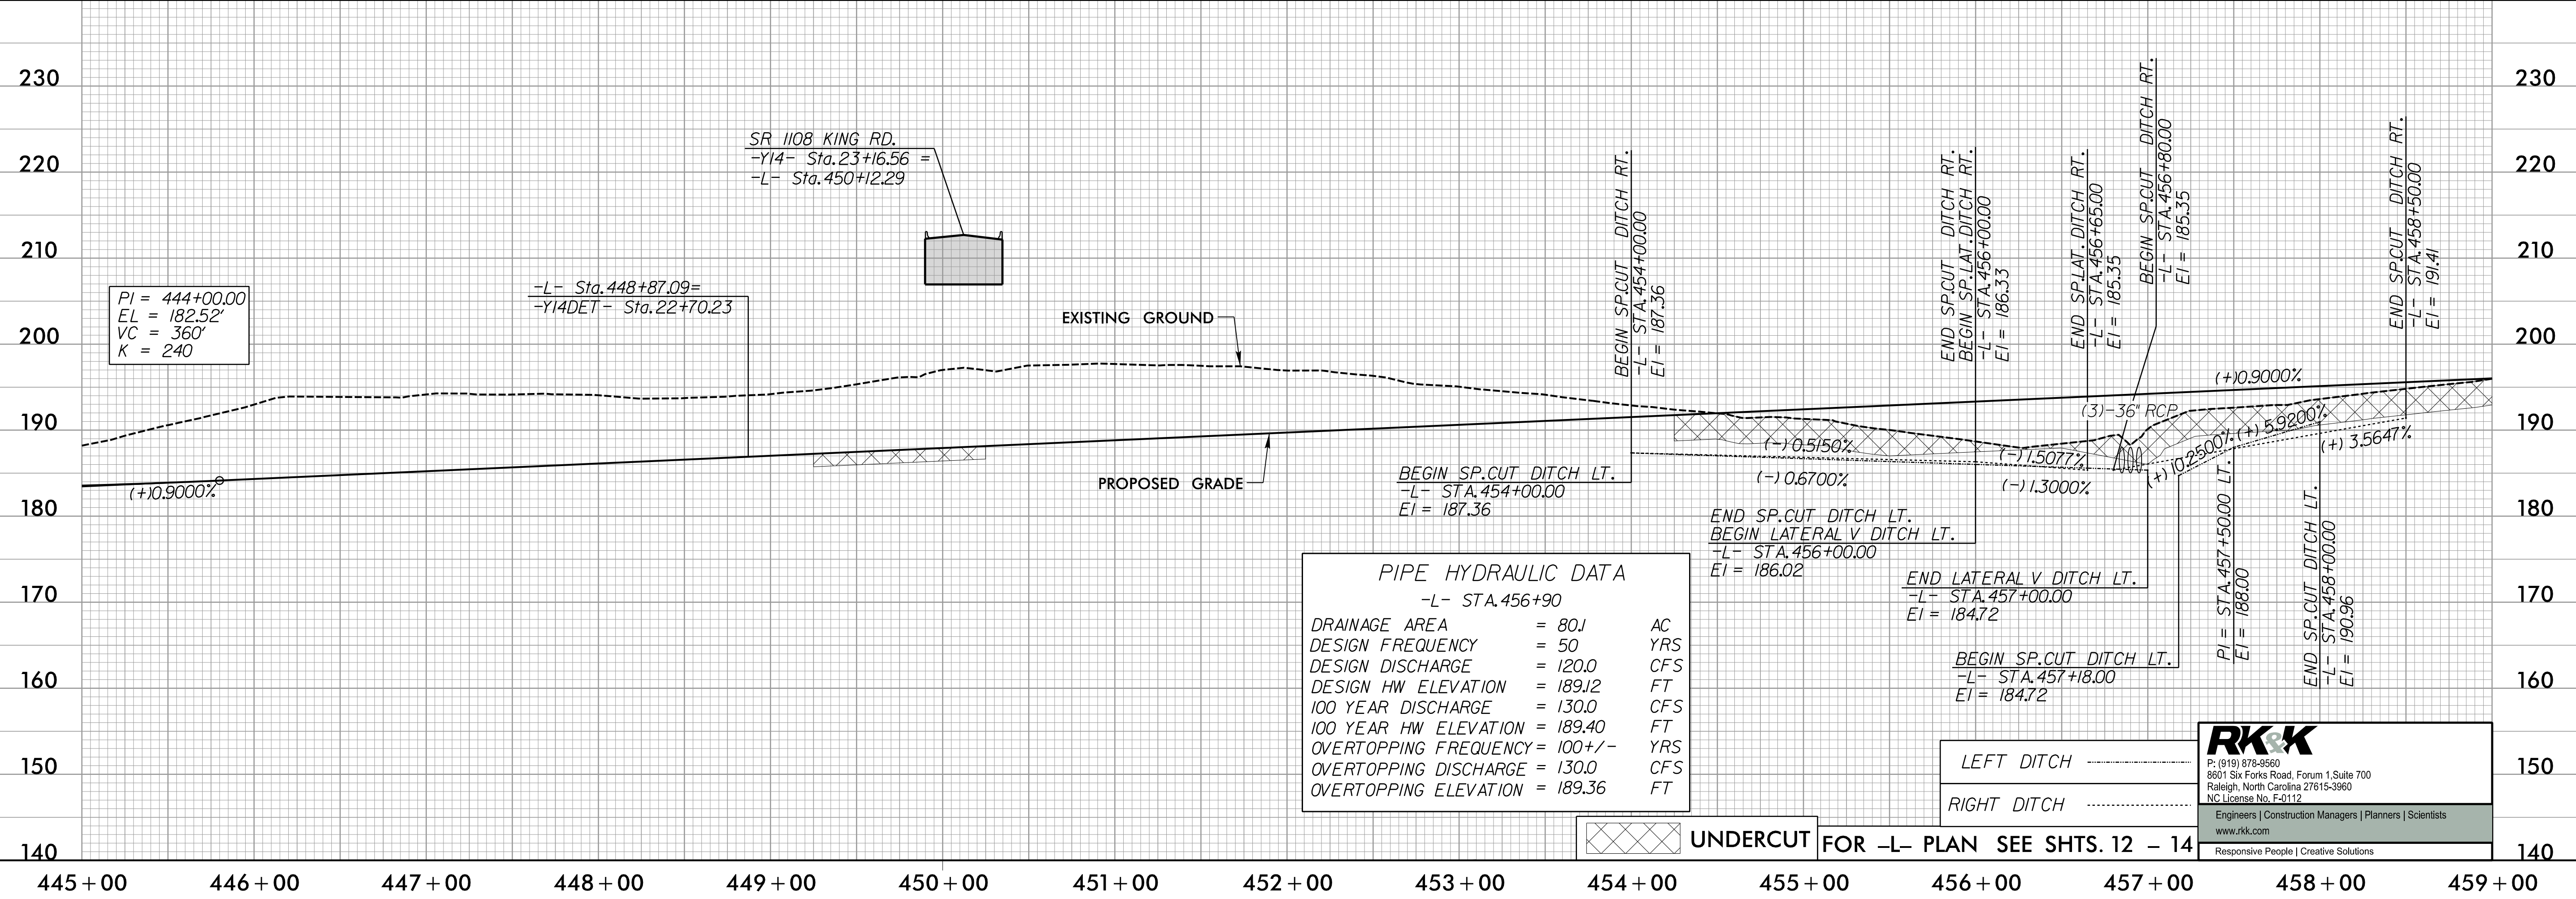 230
220
210
200
190
180
170
160
150
140
PI = 444+00.00
EL = 182.52'
VC = 360'
K = 240
(+)0.9000%
SR 1108 KING RD.
-Y14- Sta.23+16.56 =
-L- Sta.450+12.29
-L- Sta.448+87.09=
-Y14DET- Sta.22+70.23
EXISTING GROUND
PROPOSED GRADE
BEGIN SP.CUT DITCH RT.
-L- STA.454+00.00
El = 187.36
END SP.CUT DITCH RT.
BEGIN SP.LAT.DITCH RT.
-L- STA.456+00.00
El = 186.33
END SP.LAT.DITCH RT.
-L- STA.456+65.00
El = 185.35
BEGIN SP.CUT DITCH RT.
-L- STA.456+80.00
El = 185.35
END SP.CUT DITCH RT.
-L- STA.458+50.00
El = 191.41
(+)0.9000%
(3)-36" RCP
(-)0.5150%
(-)0.6700%
(-)1.5077%
(-)1.3000%
(+)10.2500%
(+)5.9200%
(+)3.5647%
BEGIN SP.CUT DITCH LT.
-L- STA.454+00.00
El = 187.36
END SP.CUT DITCH LT.
BEGIN LATERAL V DITCH LT.
-L- STA.456+00.00
El = 186.02
END LATERAL V DITCH LT.
-L- STA.457+00.00
El = 184.72
BEGIN SP.CUT DITCH LT.
-L- STA.457+18.00
El = 184.72
PI = STA.457+50.00 LT.
El = 188.00
END SP.CUT DITCH LT.
-L- STA.458+00.00
El = 190.96
PIPE HYDRAULIC DATA
-L- STA.456+90
DRAINAGE AREA = 80.1 AC
DESIGN FREQUENCY = 50 YRS
DESIGN DISCHARGE = 120.0 CFS
DESIGN HW ELEVATION = 189.12 FT
100 YEAR DISCHARGE = 130.0 CFS
100 YEAR HW ELEVATION = 189.40 FT
OVERTOPPING FREQUENCY = 100+/- YRS
OVERTOPPING DISCHARGE = 130.0 CFS
OVERTOPPING ELEVATION = 189.36 FT
LEFT DITCH
RIGHT DITCH
UNDERCUT
FOR -L- PLAN SEE SHTS. 12 - 14
RK&K
P: (919) 878-9560
8601 Six Forks Road, Forum 1,Suite 700
Raleigh, North Carolina 27615-3960
NC License No. F-0112
Engineers | Construction Managers | Planners | Scientists
www.rkk.com
Responsive People | Creative Solutions
230
220
210
200
190
180
170
160
150
140
445+00 446+00 447+00 448+00 449+00 450+00 451+00 452+00 453+00 454+00 455+00 456+00 457+00 458+00 459+00